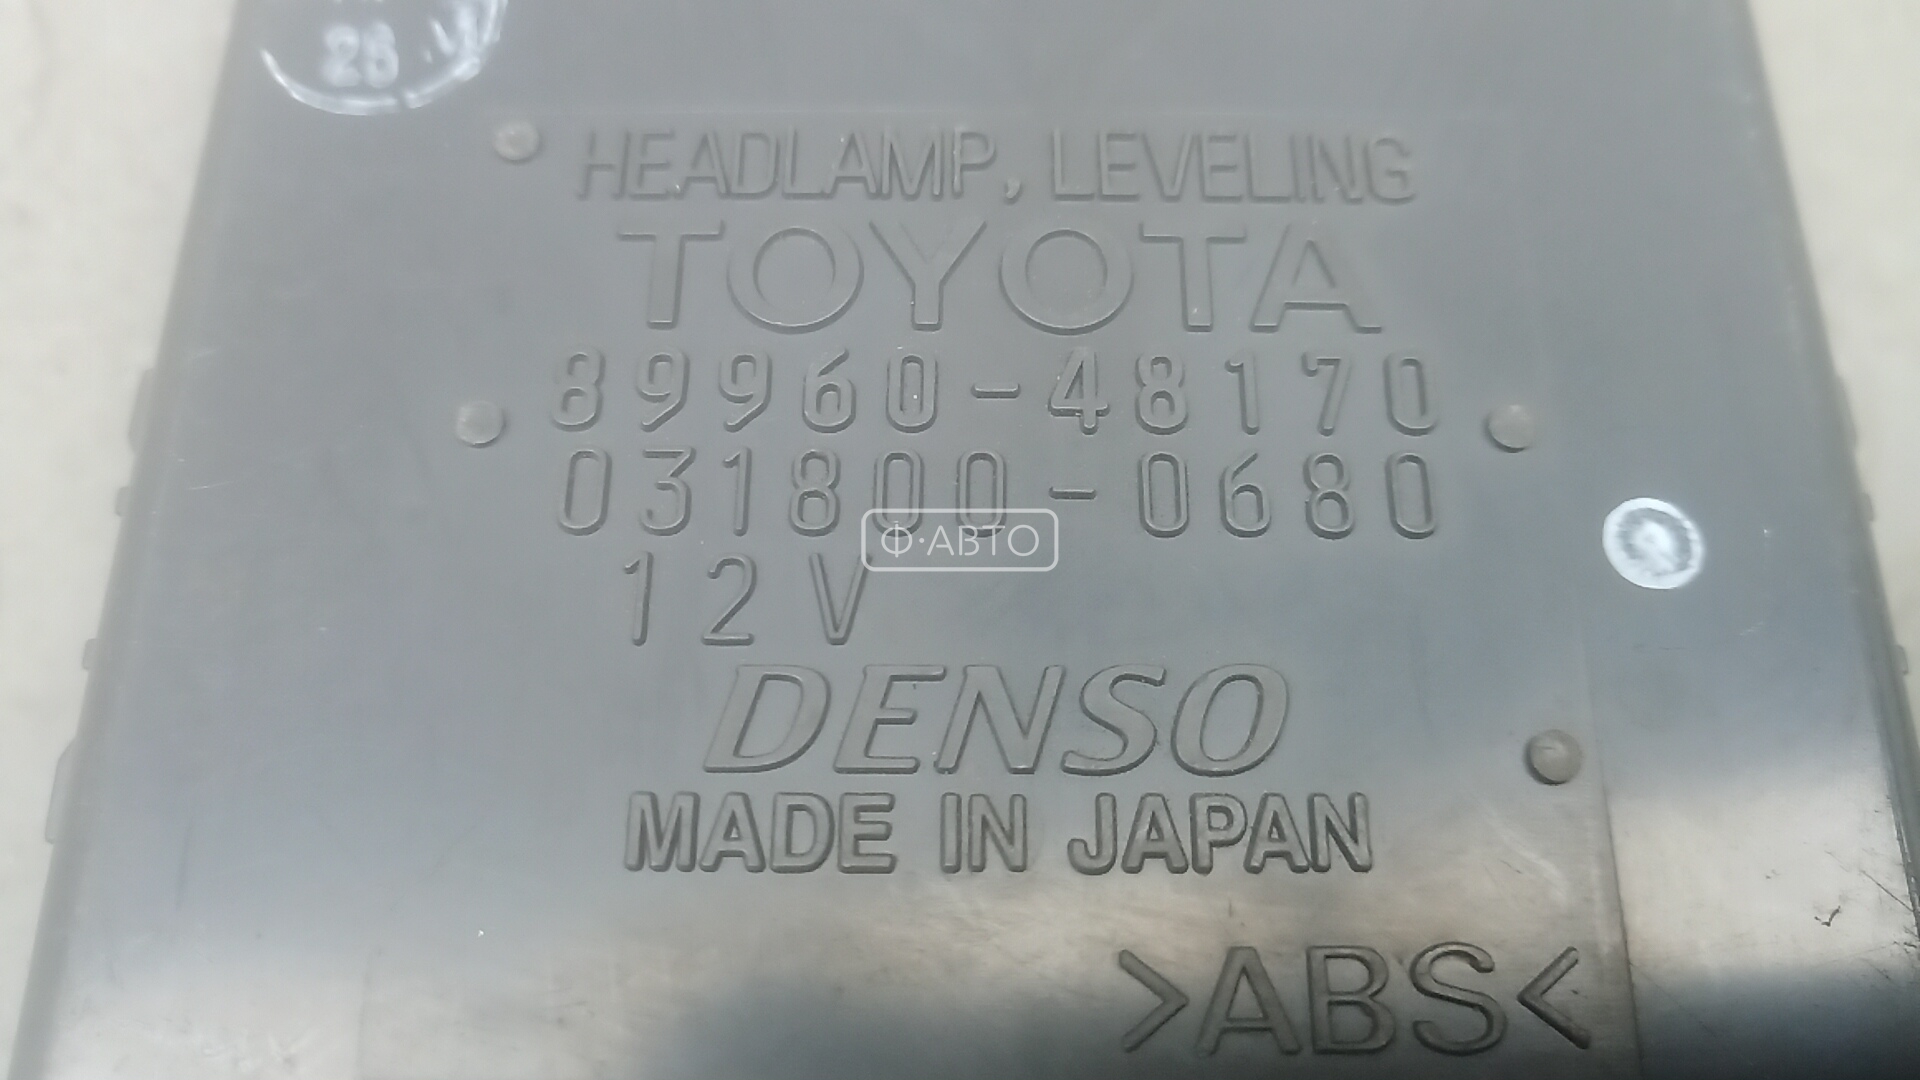 28
HEADLAMP, LEVELING
TOYOTA
89960-48170
031800-0680
Ф·АВТО
12V
DENSO
MADE IN JAPAN
>ABS<